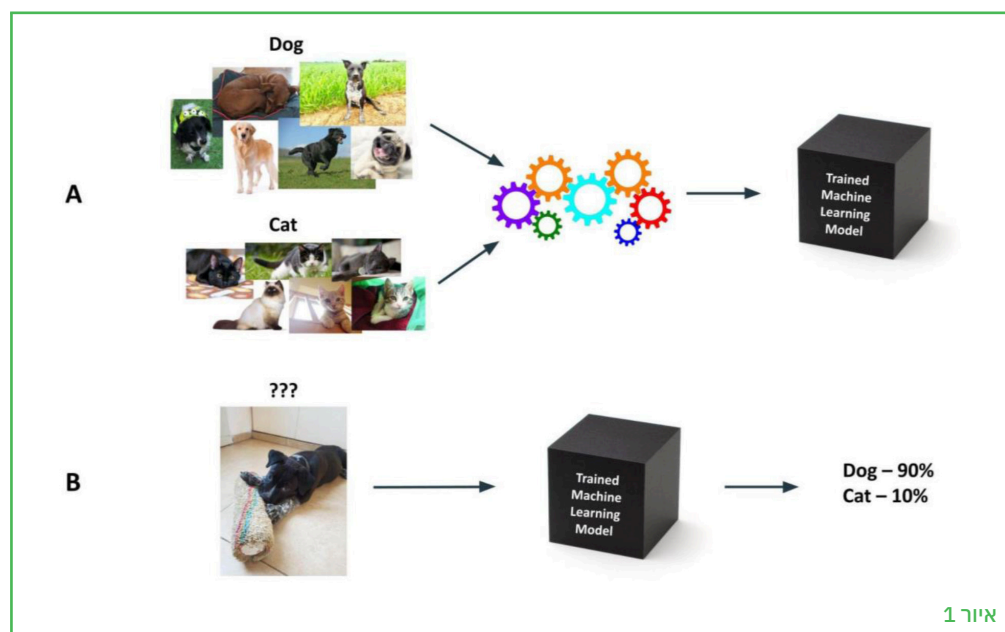 Dog
A
Cat
Trained
Machine
Learning
Model
???
B
Trained
Machine
Learning
Model
Dog – 90%
Cat – 10%
איור 1